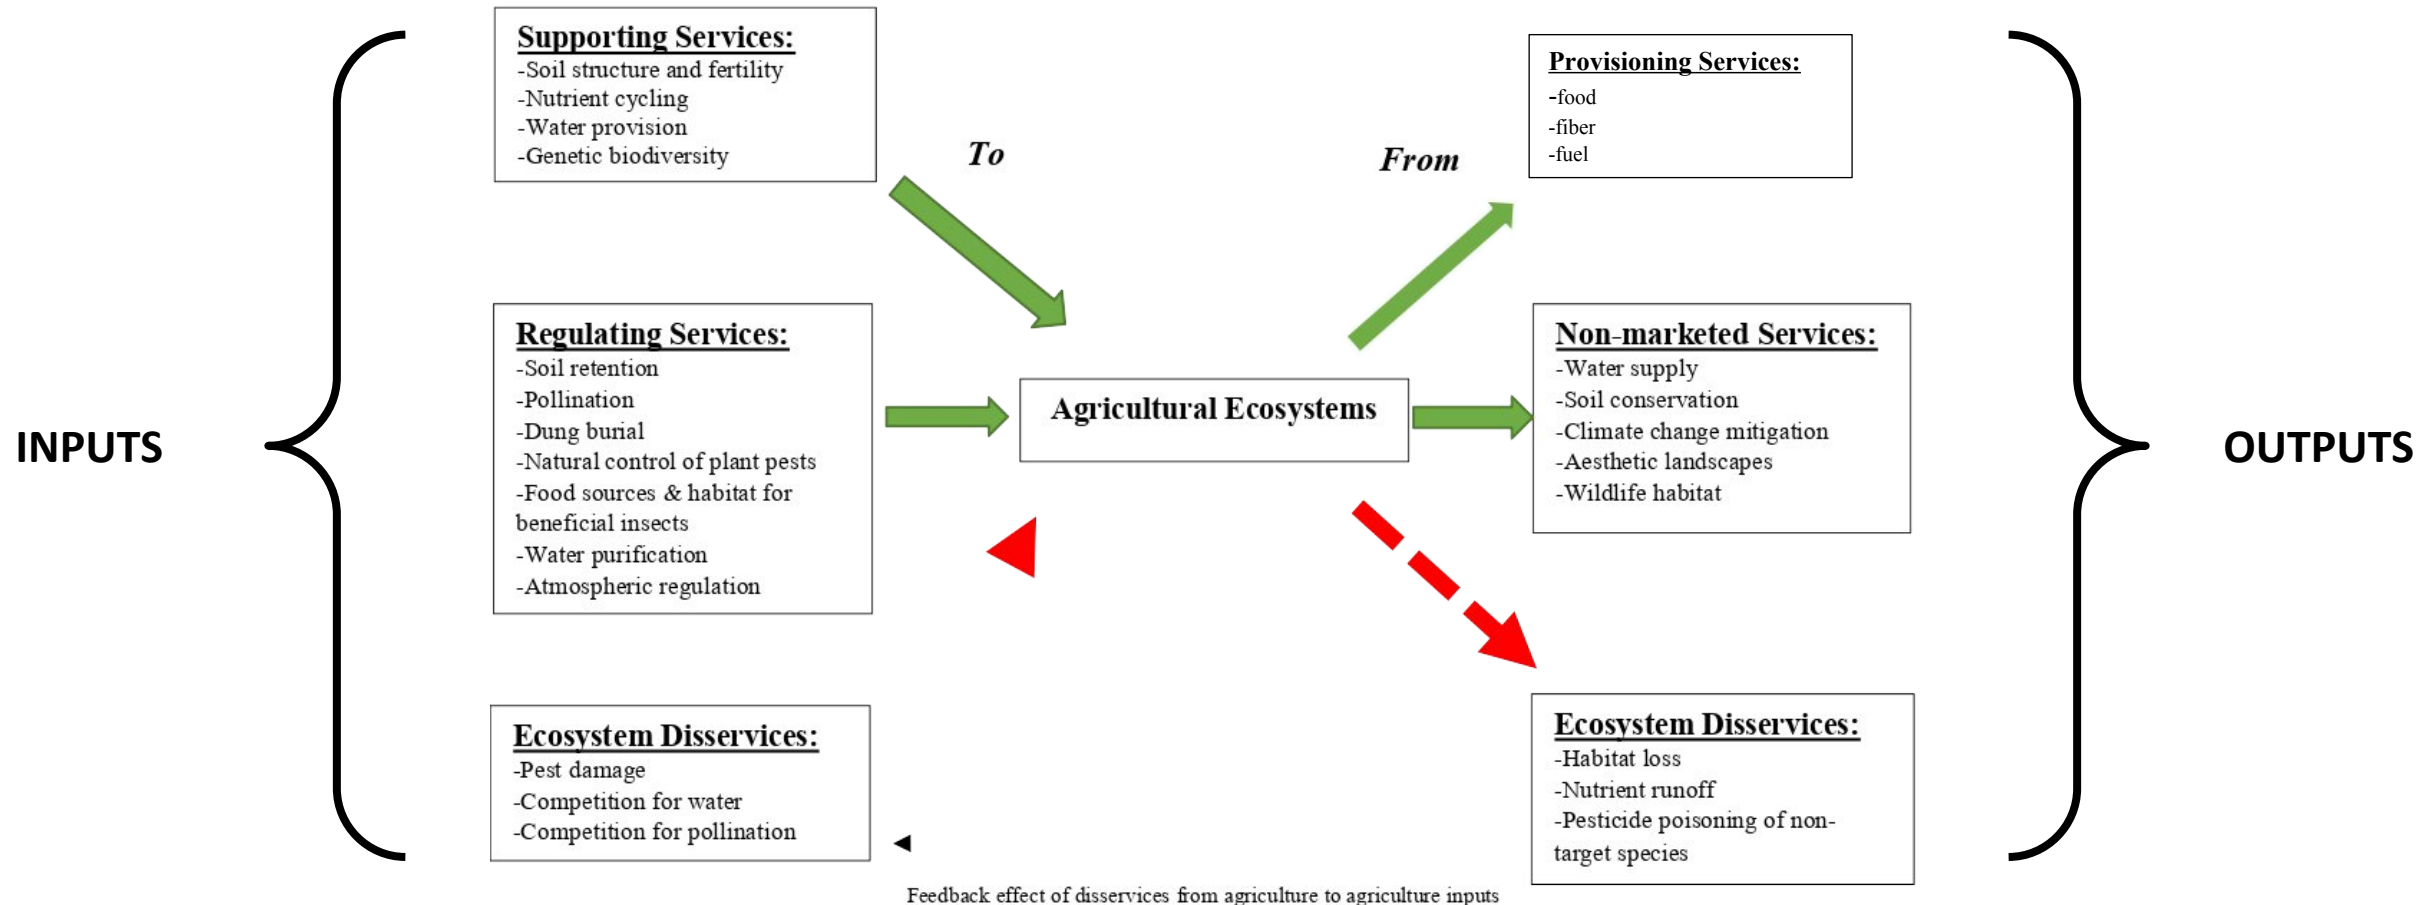 INPUTS
Supporting Services:
-Soil structure and fertility
-Nutrient cycling
-Water provision
-Genetic biodiversity
Regulating Services:
-Soil retention
-Pollination
-Dung burial
-Natural control of plant pests
-Food sources & habitat for
beneficial insects
-Water purification
-Atmospheric regulation
Ecosystem Disservices:
-Pest damage
-Competition for water
-Competition for pollination
To
From
Agricultural Ecosystems
Provisioning Services:
-food
-fiber
-fuel
Non-marketed Services:
-Water supply
-Soil conservation
-Climate change mitigation
-Aesthetic landscapes
-Wildlife habitat
Ecosystem Disservices:
-Habitat loss
-Nutrient runoff
-Pesticide poisoning of non-
target species
OUTPUTS
Feedback effect of disservices from agriculture to agriculture inputs